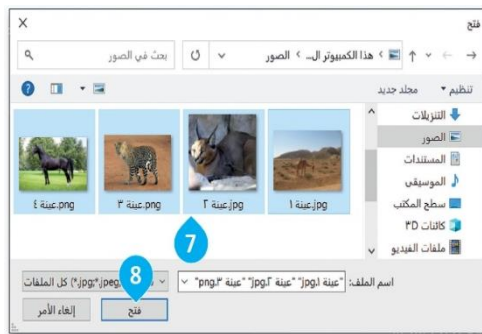 فتح
هذا الكمبيوتر ال... › الصور
بحث في الصور
تنظيم
مجلد جديد
التنزيلات
الصور
المستندات
الموسيقى
سطح المكتب
كائنات ٣D
ملفات الفيديو
عينة ١.jpg
عينة ٢.jpg
عينة ٣.png
عينة ٤.png
7
اسم الملف:
"عينة ١.jpg" "عينة ٢.jpg" "عينة ٣.png"
كل الملفات (*.jpg;*.jpeg;
8
فتح
إلغاء الأمر